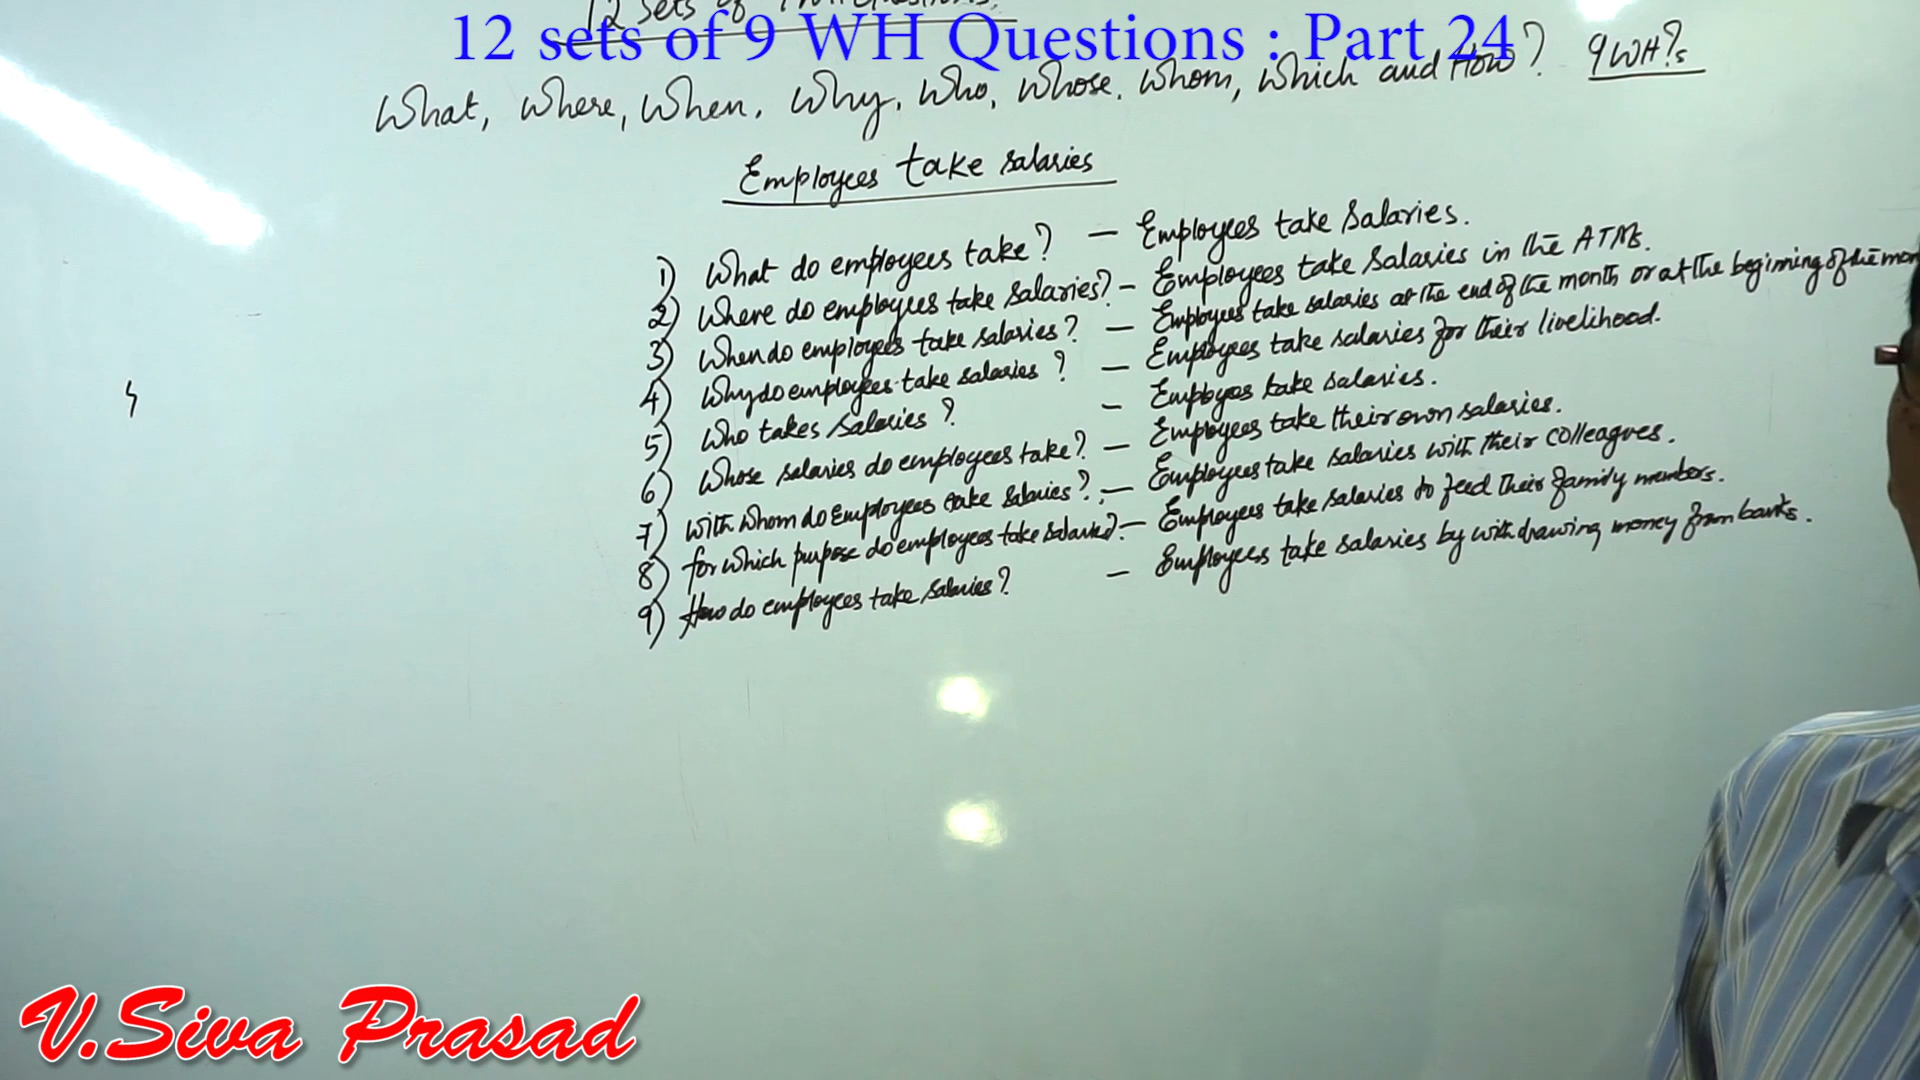 12 sets of
12 sets of 9 WH Questions : Part 24
What, Where, When, Why, Who, Whose, Whom, Which and How? 9 WH?s
Employees take salaries
1) What do employees take? — Employees take Salaries.
2) Where do employees take Salaries? – Employees take Salaries in the ATMs.
3) When do employees take salaries? — Employees take salaries at the end of the month or at the beginning of the
4) Why do employees take salaries? — Employees take salaries for their livelihood.
5) Who takes Salaries? – Employees take salaries.
6) Whose salaries do employees take? — Employees take their own salaries.
7) with whom do Employees take Salaries? — Employees take salaries with their colleagues.
8) for which purpose do employees take Salaries? — Employees take salaries to feed their family members.
9) How do employees take salaries? — Employees take salaries by with drawing money from banks.
V.Siva Prasad